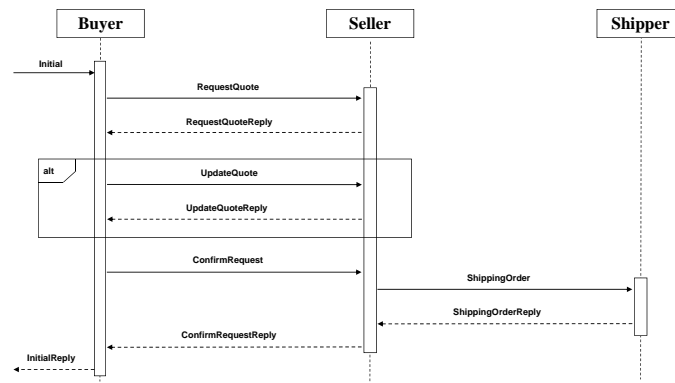 Buyer
Seller
Shipper
Initial
RequestQuote
RequestQuoteReply
alt
UpdateQuote
UpdateQuoteReply
ConfirmRequest
ShippingOrder
ShippingOrderReply
ConfirmRequestReply
InitialReply